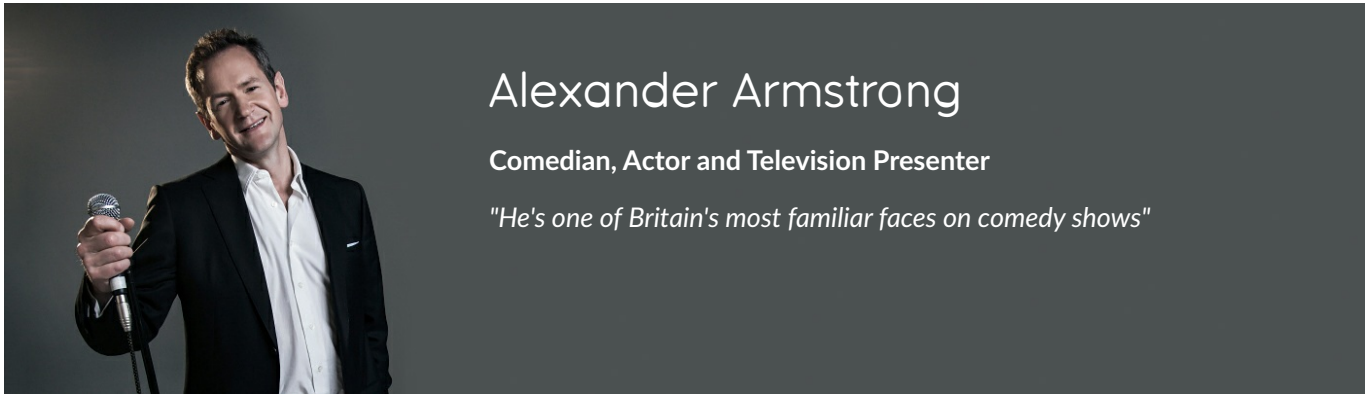 Alexander Armstrong
Comedian, Actor and Television Presenter
"He's one of Britain's most familiar faces on comedy shows"